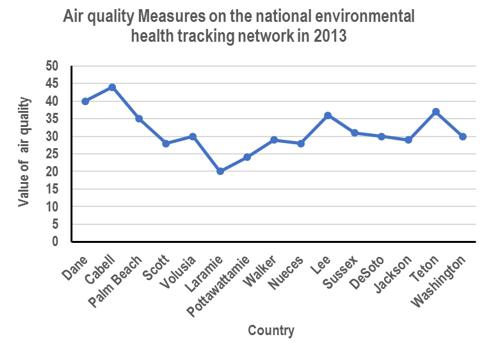 Air quality Measures on the national environmental
health tracking network in 2013
Value of air quality
50
45
40
35
30
25
20
15
10
5
0
Dane
Cabell
Palm Beach
Scott
Volusia
Laramie
Pottawattamie
Walker
Nueces
Lee
Sussex
DeSoto
Jackson
Teton
Washington
Country